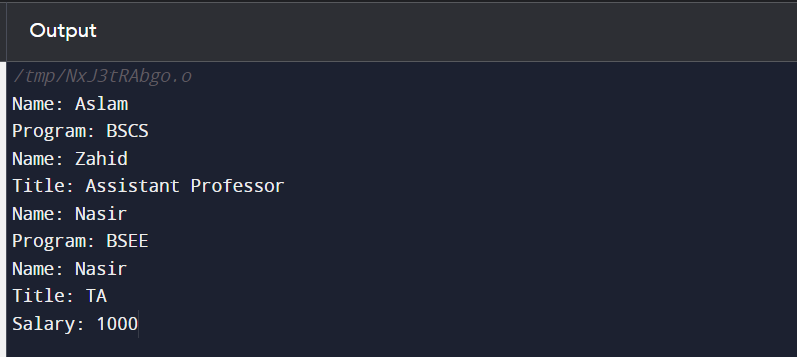 Output
/tmp/NxJ3tRAbgo.o
Name: Aslam
Program: BSCS
Name: Zahid
Title: Assistant Professor
Name: Nasir
Program: BSEE
Name: Nasir
Title: TA
Salary: 1000